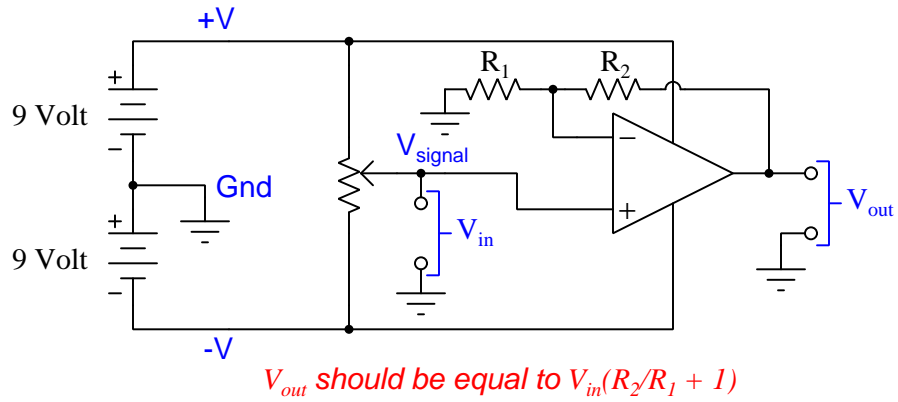 +V
R1
R2
+
9 Volt
-
−
Vsignal
Gnd
+
+
Vin
Vout
9 Volt
-
-V
Vout should be equal to Vin(R2/R1 + 1)